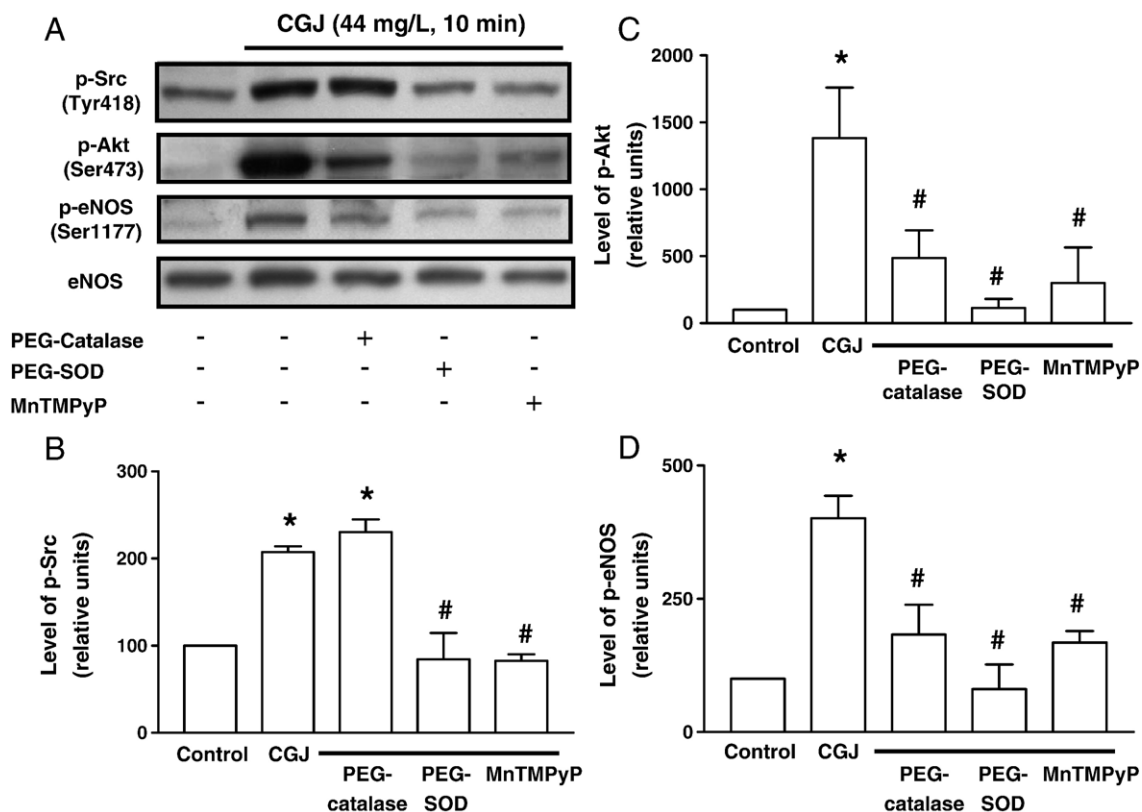 A
CGJ (44 mg/L, 10 min)
p-Src
(Tyr418)
p-Akt
(Ser473)
p-eNOS
(Ser1177)
eNOS
PEG-Catalase - - + - -
PEG-SOD - - - + -
MnTMPyP - - - - +
B
Level of p-Src
(relative units)
300
200
100
0
*
*
#
#
Control CGJ PEG- PEG- MnTMPyP
catalase SOD
C
Level of p-Akt
(relative units)
2000
1500
1000
500
0
*
#
#
#
Control CGJ PEG- PEG- MnTMPyP
catalase SOD
D
Level of p-eNOS
(relative units)
500
250
0
*
#
#
#
Control CGJ PEG- PEG- MnTMPyP
catalase SOD